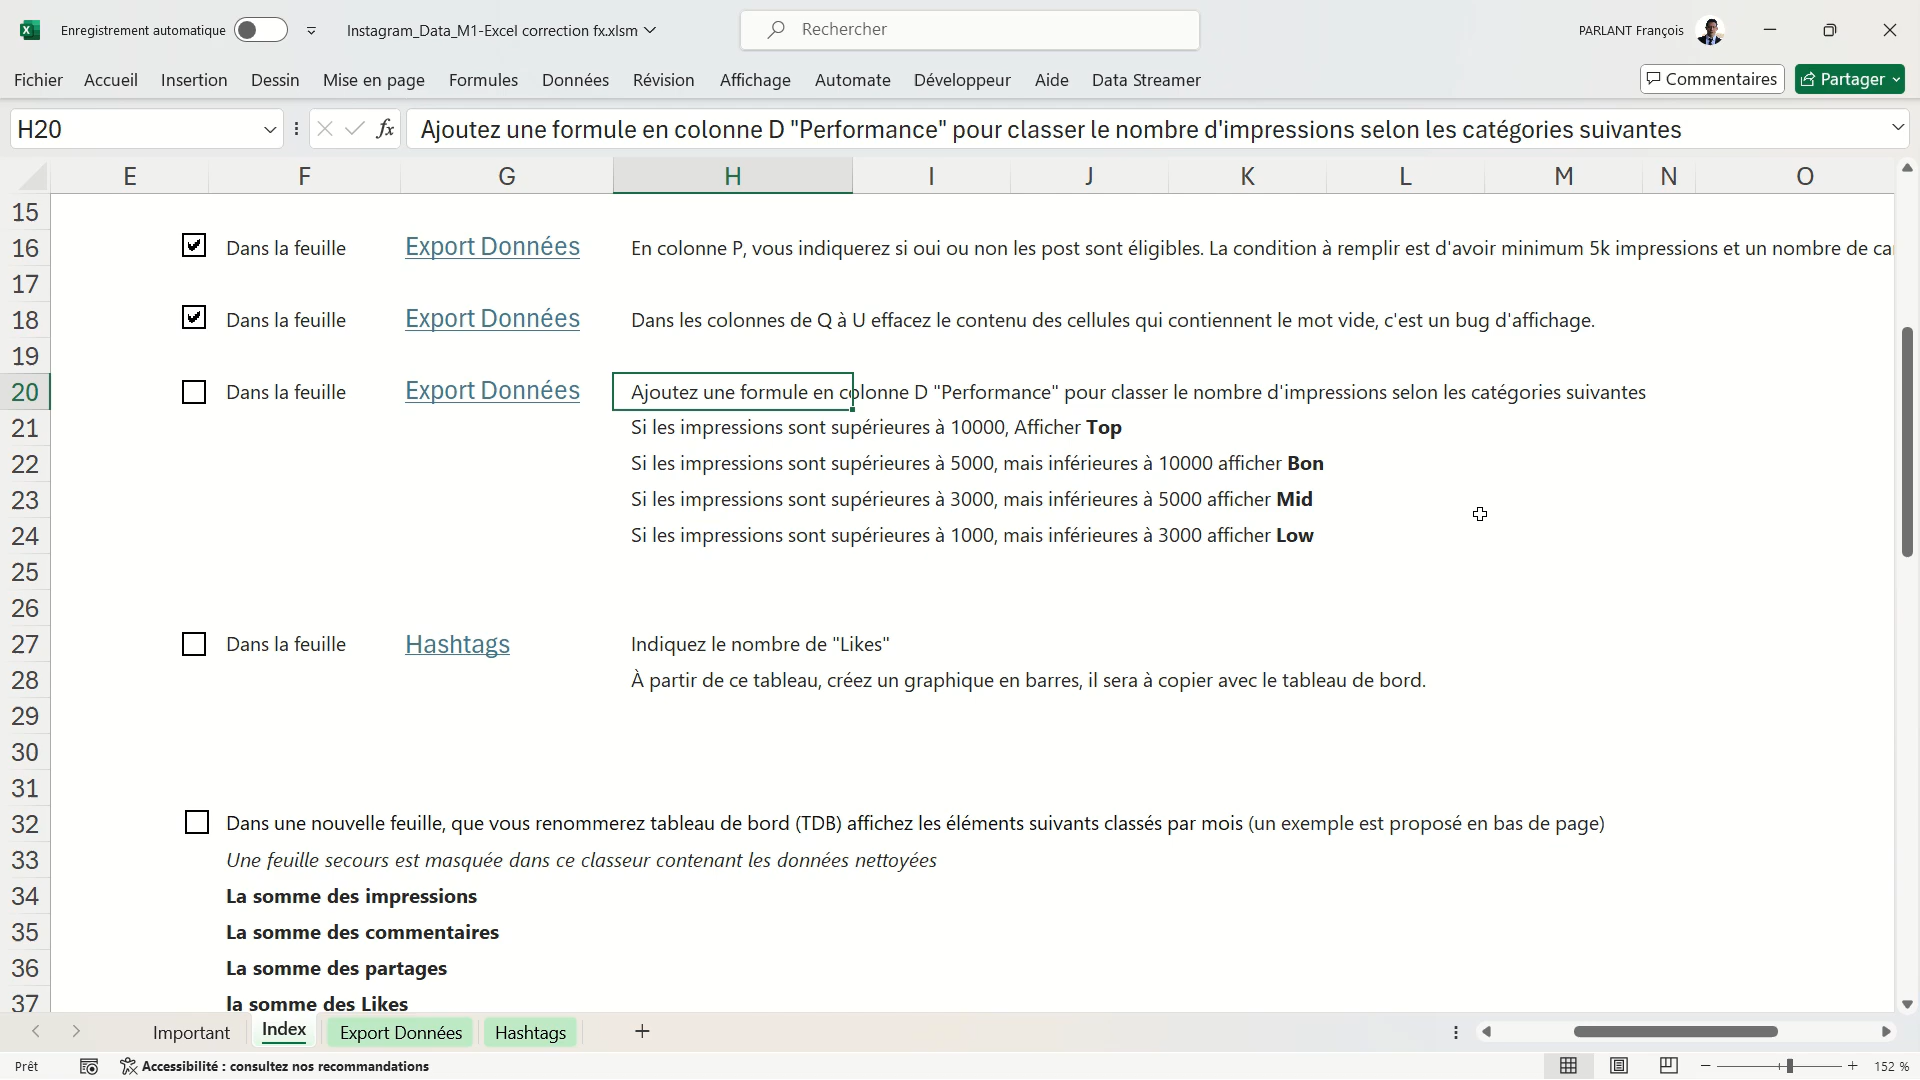 Enregistrement automatique
Instagram_Data_M1-Excel correction fx.xlsm
Rechercher
PARLANT François
Fichier Accueil Insertion Dessin Mise en page Formules Données Révision Affichage Automate Développeur Aide Data Streamer
Commentaires
Partager
H20
fx
Ajoutez une formule en colonne D "Performance" pour classer le nombre d'impressions selon les catégories suivantes
E F G H I J K L M N O
15
16 Dans la feuille Export Données En colonne P, vous indiquerez si oui ou non les post sont éligibles. La condition à remplir est d'avoir minimum 5k impressions et un nombre de ca
17
18 Dans la feuille Export Données Dans les colonnes de Q à U effacez le contenu des cellules qui contiennent le mot vide, c'est un bug d'affichage.
19
20 Dans la feuille Export Données Ajoutez une formule en colonne D "Performance" pour classer le nombre d'impressions selon les catégories suivantes
21 Si les impressions sont supérieures à 10000, Afficher Top
22 Si les impressions sont supérieures à 5000, mais inférieures à 10000 afficher Bon
23 Si les impressions sont supérieures à 3000, mais inférieures à 5000 afficher Mid
24 Si les impressions sont supérieures à 1000, mais inférieures à 3000 afficher Low
25
26
27 Dans la feuille Hashtags Indiquez le nombre de "Likes"
28 À partir de ce tableau, créez un graphique en barres, il sera à copier avec le tableau de bord.
29
30
31
32 Dans une nouvelle feuille, que vous renommerez tableau de bord (TDB) affichez les éléments suivants classés par mois (un exemple est proposé en bas de page)
33 Une feuille secours est masquée dans ce classeur contenant les données nettoyées
34 La somme des impressions
35 La somme des commentaires
36 La somme des partages
37 la somme des Likes
Important Index Export Données Hashtags
Prêt
Accessibilité : consultez nos recommandations
152 %